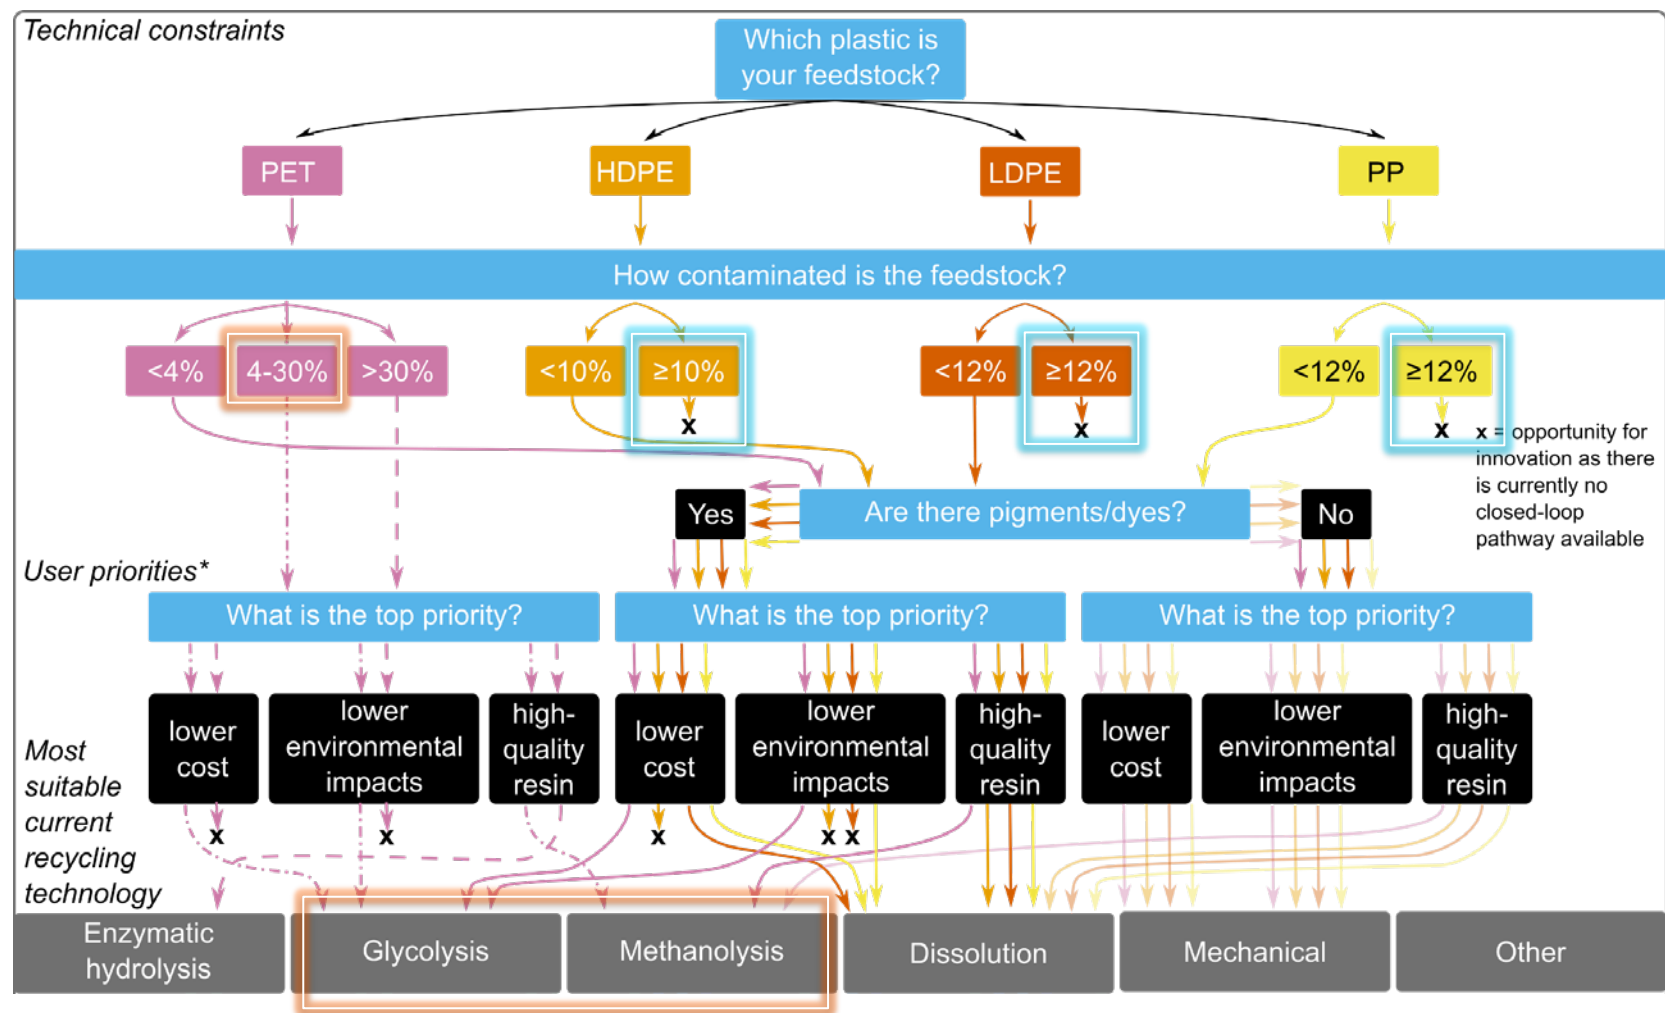 Technical constraints
Which plastic is
your feedstock?
PET
HDPE
LDPE
PP
How contaminated is the feedstock?
<4%
4-30%
>30%
<10%
≥10%
<12%
≥12%
<12%
≥12%
x
x
x
x = opportunity for
innovation as there
is currently no
closed-loop
pathway available
Yes
Are there pigments/dyes?
No
User priorities*
What is the top priority?
What is the top priority?
What is the top priority?
lower
cost
lower
environmental
impacts
high-
quality
resin
lower
cost
lower
environmental
impacts
high-
quality
resin
lower
cost
lower
environmental
impacts
high-
quality
resin
x
x
x
x
x
Most
suitable
current
recycling
technology
Enzymatic
hydrolysis
Glycolysis
Methanolysis
Dissolution
Mechanical
Other